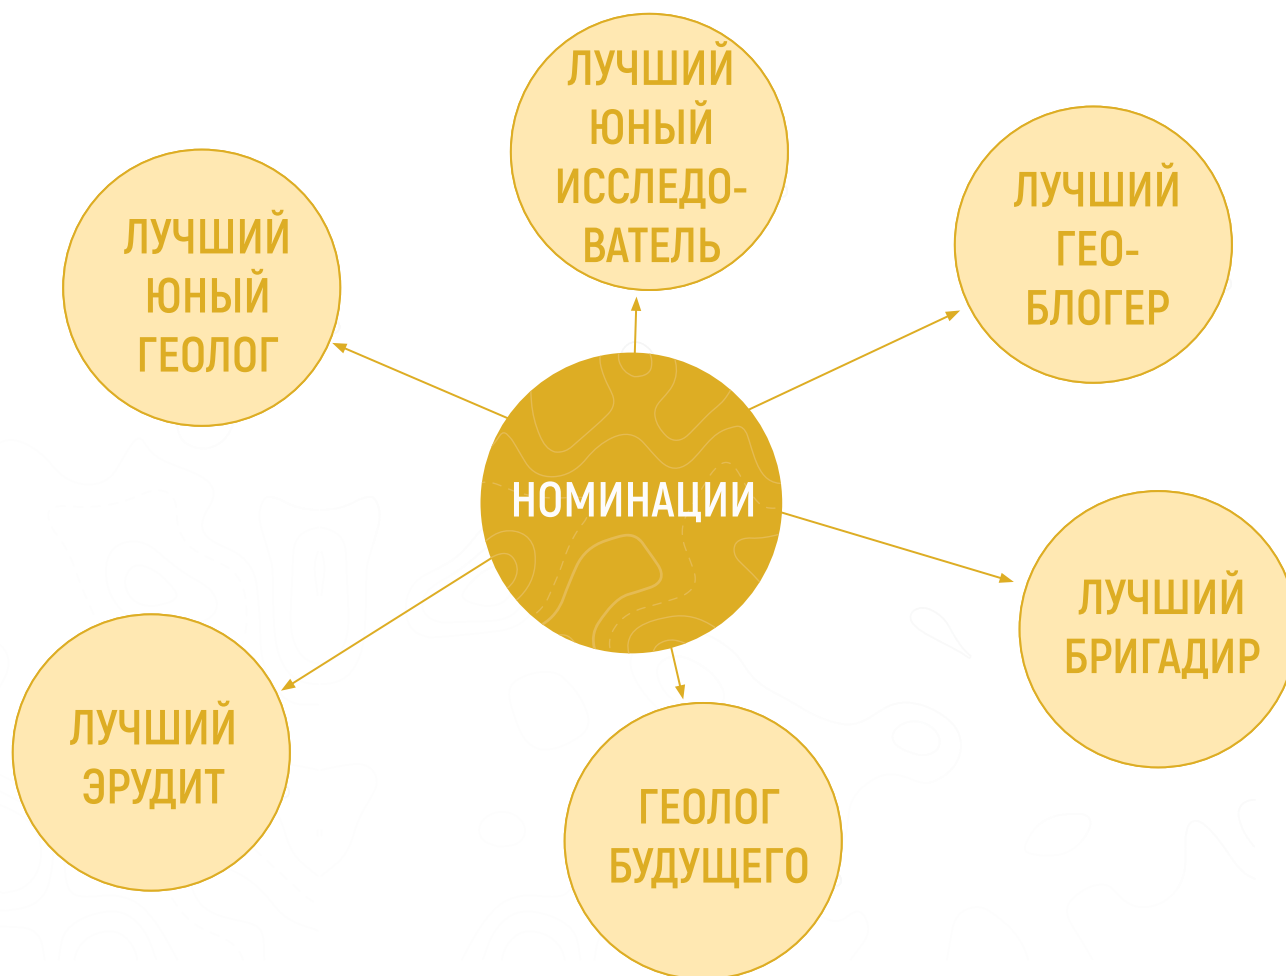 ЛУЧШИЙ
ЮНЫЙ
ИССЛЕДО-
ВАТЕЛЬ
ЛУЧШИЙ
ГЕО-
БЛОГЕР
ЛУЧШИЙ
ЮНЫЙ
ГЕОЛОГ
НОМИНАЦИИ
ЛУЧШИЙ
БРИГАДИР
ЛУЧШИЙ
ЭРУДИТ
ГЕОЛОГ
БУДУЩЕГО